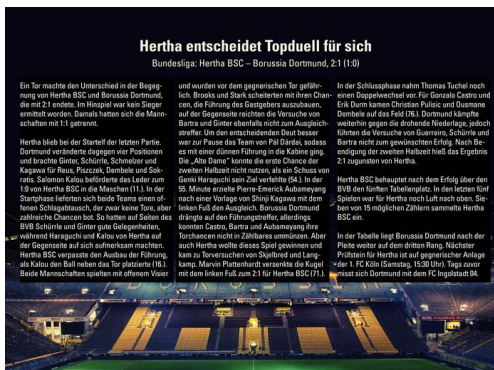 Hertha entscheidet Topduell für sich
Bundesliga: Hertha BSC – Borussia Dortmund, 2:1 (1:0)
Ein Tor machte den Unterschied in der Begeg-
nung von Hertha BSC und Borussia Dortmund,
die mit 2:1 endete. Im Hinspiel war kein Sieger
ermittelt worden. Damals hatten sich die Mann-
schaften mit 1:1 getrennt.
Hertha blieb bei der Startelf der letzter Partie.
Dortmund veränderte dagegen vier Positionen
und brachte Ginter, Schürrle, Schmelzer und
Kagawa für Reus, Piszczek, Dembele und Sok-
ratis. Salomon Kalou beförderte das Leder zum
1:0 von Hertha BSC in die Maschen (11.). In der
Startphase lieferten sich beide Teams einen of-
fenen Schlagabtausch, der zwar keine Tore, aber
zahlreiche Chancen bot. So hatten auf Seiten des
BVB Schürrle und Ginter gute Gelegenheiten,
während Haraguchi und Kalou von Hertha auf
der Gegenseite auf sich aufmerksam machten.
Hertha BSC verpasste den Ausbau der Führung,
als Kalou den Ball neben das Tor platzierte (16.).
Beide Mannschaften spielten mit offenem Visier
und wurden vor dem gegnerischen Tor gefähr-
lich. Brooks und Stark scheiterten mit ihren Chan-
cen, die Führung des Gastgebers auszubauen,
auf der Gegenseite reichten die Versuche von
Bartra und Ginter ebenfalls nicht zum Ausgleich-
streffer. Um den entscheidenden Deut besser
war zur Pause das Team von Pál Dárdai, sodass
es mit einer dünnen Führung in die Kabine ging.
Die „Alte Dame“ konnte die erste Chance der
zweiten Halbzeit nicht nutzen, als ein Schuss von
Genki Haraguchi sein Ziel verfehlte (54.). In der
55. Minute erzielte Pierre-Emerick Aubameyang
nach einer Vorlage von Shinji Kagawa mit dem
linken Fuß den Ausgleich. Borussia Dortmund
drängte auf den Führungstreffer, allerdings
konnten Castro, Bartra und Aubameyang ihre
Torchancen nicht in Zählbares ummünzen. Aber
auch Hertha wollte dieses Spiel gewinnen und
kam zu Torversuchen von Skjelbred und Lang-
kamp. Marvin Plattenhardt versenkte die Kugel
mit dem linken Fuß zum 2:1 für Hertha BSC (71.).
In der Schlussphase nahm Thomas Tuchel noch
einen Doppelwechsel vor. Für Gonzalo Castro und
Erik Durm kamen Christian Pulisic und Ousmane
Dembele auf das Feld (76.). Dortmund kämpfte
weiterhin gegen die drohende Niederlage, jedoch
führten die Versuche von Guerreiro, Schürrle und
Bartra nicht zum gewünschten Erfolg. Nach Be-
endigung der zweiten Halbzeit hieß das Ergebnis
2:1 zugunsten von Hertha.
Hertha BSC behauptet nach dem Erfolg über den
BVB den fünften Tabellenplatz. In den letzten fünf
Spielen war für Hertha noch Luft nach oben. Sie-
ben von 15 möglichen Zählern sammelte Hertha
BSC ein.
In der Tabelle liegt Borussia Dortmund nach der
Pleite weiter auf dem dritten Rang. Nächster
Prüfstein für Hertha ist auf gegnerischer Anlage
der 1. FC Köln (Samstag, 15:30 Uhr). Tags zuvor
misst sich Dortmund mit dem FC Ingolstadt 04.